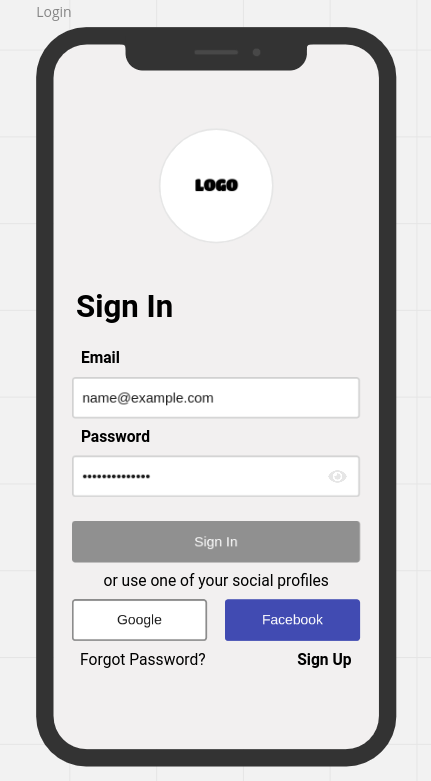 Login
LOGO
Sign In
Email
name@example.com
Password
••••••••••••••
Sign In
or use one of your social profiles
Google Facebook
Forgot Password? Sign Up